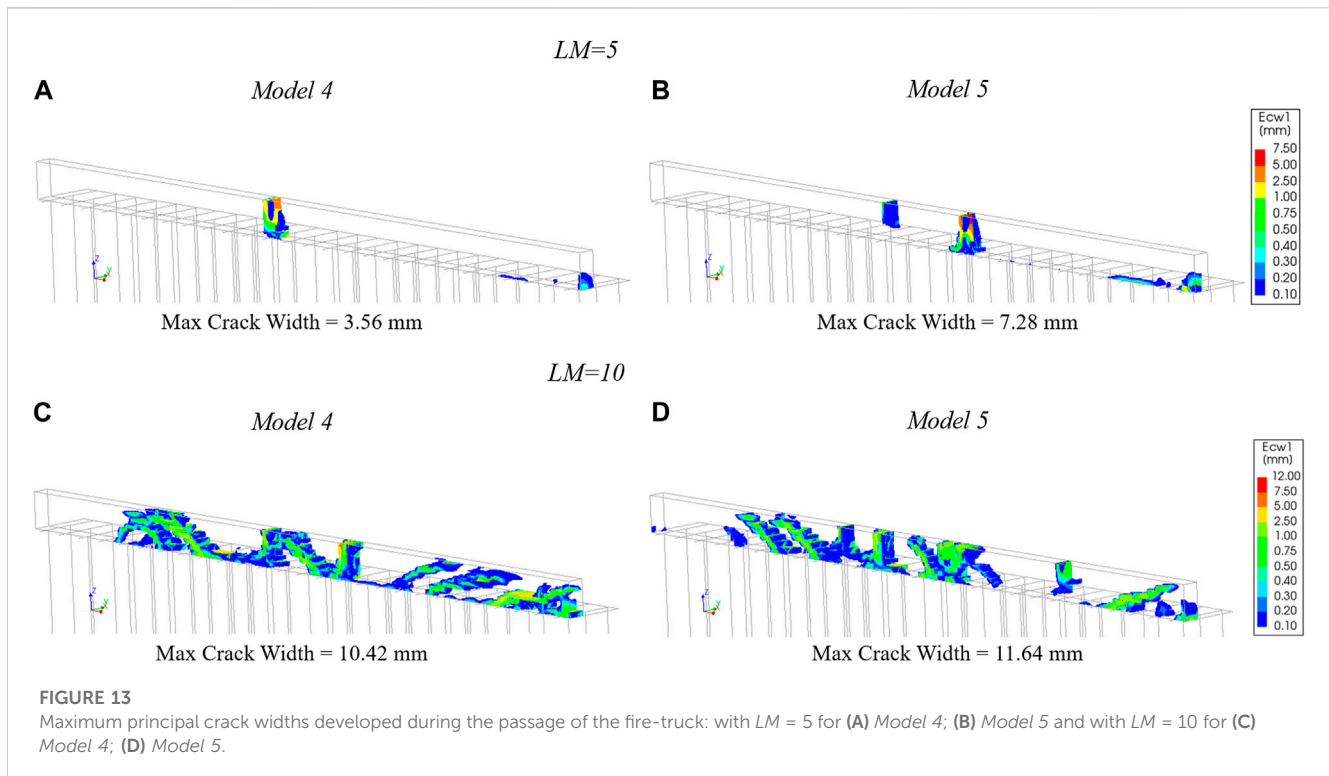 LM=5
A
Model 4
B
Model 5
Ecw1
(mm)
7.50
5.00
2.50
1.00
0.75
0.50
0.40
0.30
0.20
0.10
Z
Y
Z
Y
Max Crack Width = 3.56 mm
Max Crack Width = 7.28 mm
LM=10
C
Model 4
D
Model 5
Ecw1
(mm)
12.00
7.50
5.00
2.50
1.00
0.75
0.50
0.40
0.30
0.20
0.10
Z
Y
Z
Y
Max Crack Width = 10.42 mm
Max Crack Width = 11.64 mm
FIGURE 13
Maximum principal crack widths developed during the passage of the fire-truck: with LM = 5 for (A) Model 4; (B) Model 5 and with LM = 10 for (C)
Model 4; (D) Model 5.